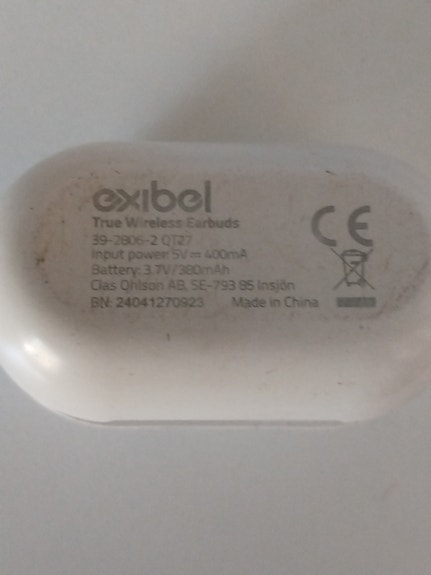 exibel
True Wireless Earbuds
39-2806-2 QT27
Input power: 5V ⎓ 400mA
Battery: 3.7V/380mAh
Clas Ohlson AB, SE-793 85 Insjön
BN: 24041270923 Made in China
CE